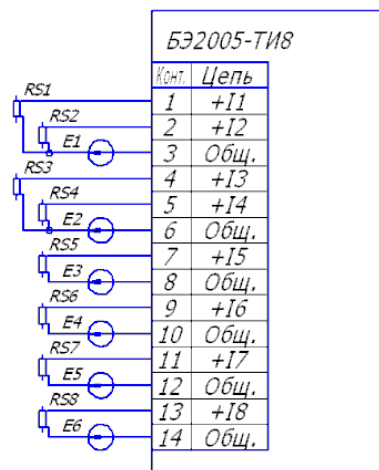 БЭ2005-ТИ8
Конт. Цепь
RS1
1 +I1
RS2
2 +I2
E1
3 Общ.
RS3
4 +I3
RS4
5 +I4
E2
6 Общ.
RS5
7 +I5
E3
8 Общ.
RS6
9 +I6
E4
10 Общ.
RS7
11 +I7
E5
12 Общ.
RS8
13 +I8
E6
14 Общ.